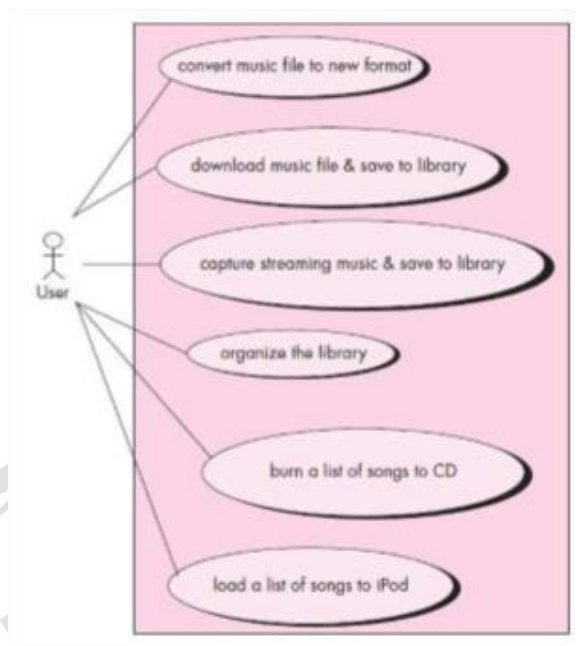 convert music file to new format
download music file & save to library
capture streaming music & save to library
User
organize the library
burn a list of songs to CD
load a list of songs to iPod